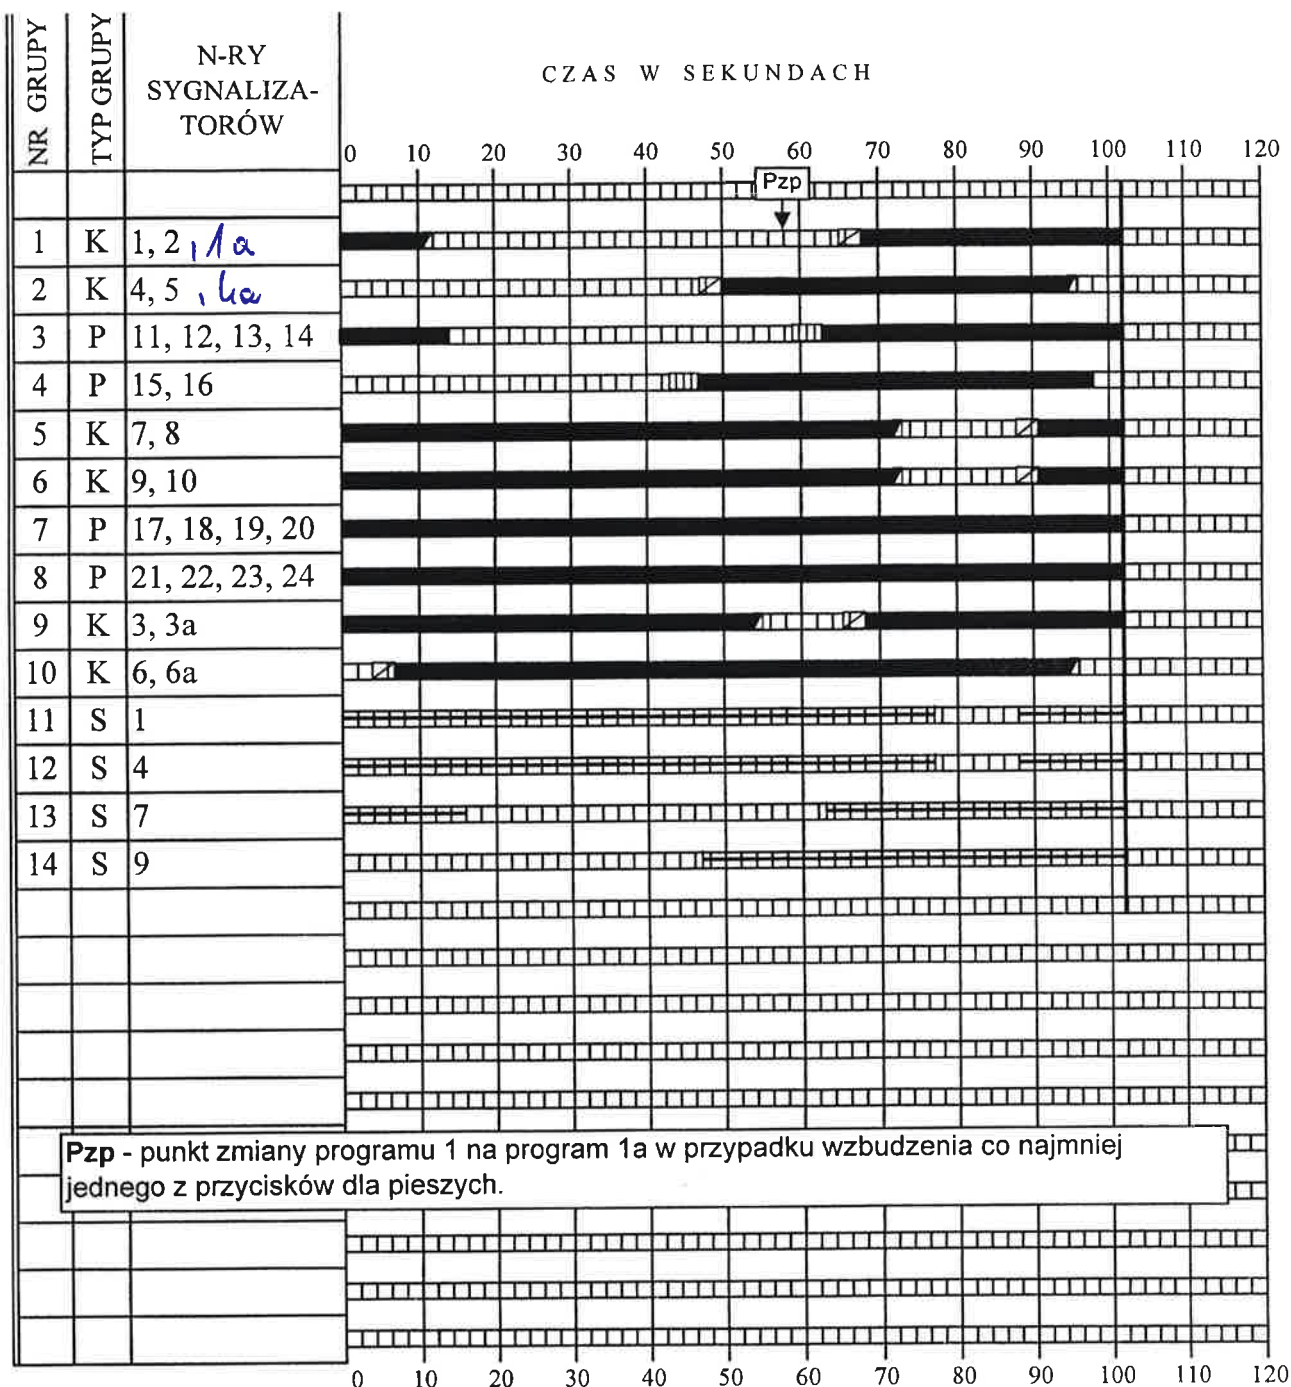 NR GRUPY
TYP GRUPY
N-RY
SYGNALIZA-
TORÓW
CZAS W SEKUNDACH
0 10 20 30 40 50 60 70 80 90 100 110 120
Pzp
1 K 1, 2 , 1a
2 K 4, 5 , 4a
3 P 11, 12, 13, 14
4 P 15, 16
5 K 7, 8
6 K 9, 10
7 P 17, 18, 19, 20
8 P 21, 22, 23, 24
9 K 3, 3a
10 K 6, 6a
11 S 1
12 S 4
13 S 7
14 S 9
Pzp - punkt zmiany programu 1 na program 1a w przypadku wzbudzenia co najmniej
jednego z przycisków dla pieszych.
0 10 20 30 40 50 60 70 80 90 100 110 120